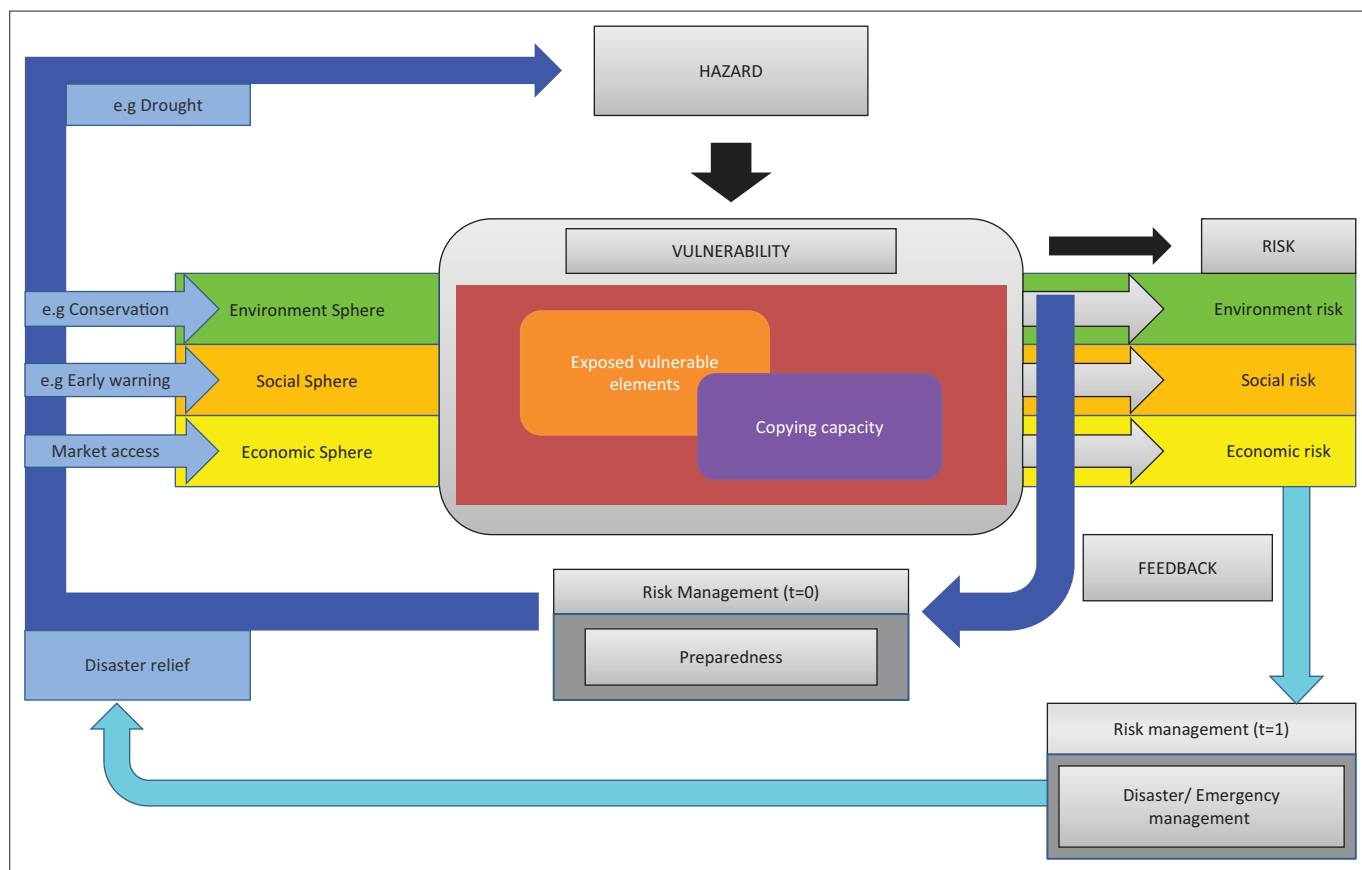 HAZARD
e.g Drought
VULNERABILITY
RISK
e.g Conservation
Environment Sphere
Environment risk
Exposed vulnerable
elements
e.g Early warning
Social Sphere
Social risk
Copying capacity
Market access
Economic Sphere
Economic risk
FEEDBACK
Risk Management (t=0)
Preparedness
Disaster relief
Risk management (t=1)
Disaster/ Emergency
management